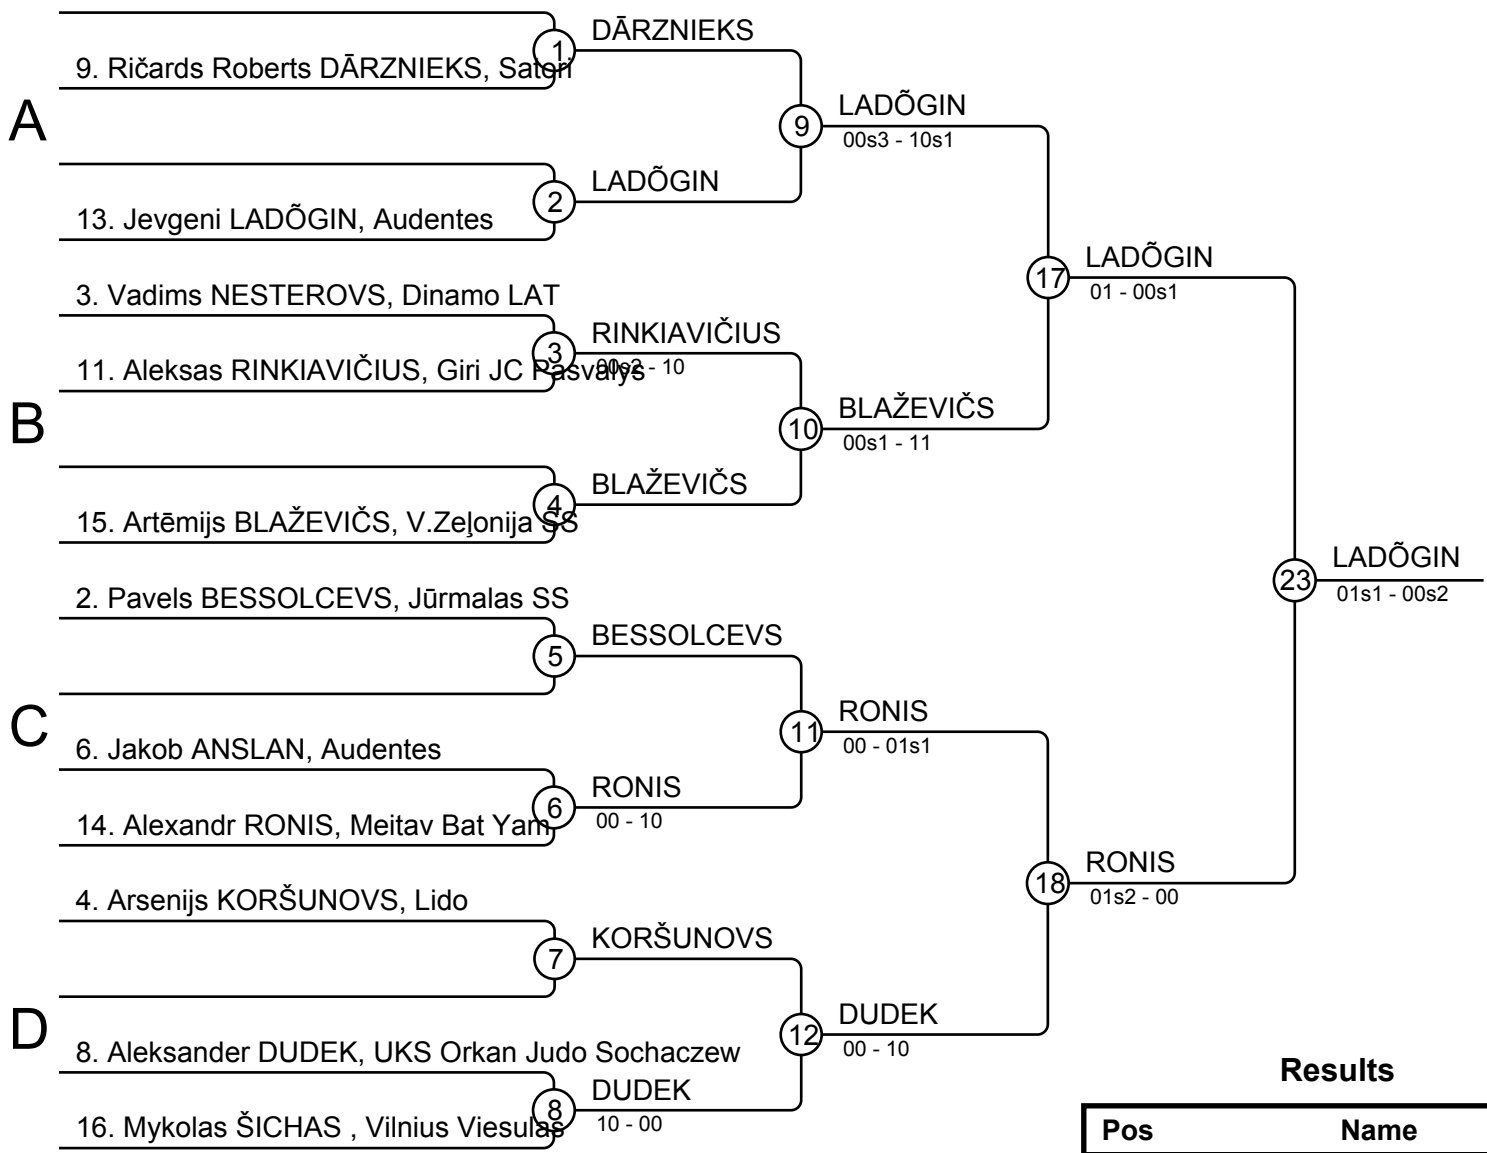 DĀRZNIEKS
1
9. Ričards Roberts DĀRZNIEKS, Satori
A
LADÕGIN
9
00s3 - 10s1
LADÕGIN
2
13. Jevgeni LADÕGIN, Audentes
LADÕGIN
17
01 - 00s1
3. Vadims NESTEROVS, Dinamo LAT
RINKIAVIČIUS
3
00s2 - 10
11. Aleksas RINKIAVIČIUS, Giri JC Pasvalys
B
BLAŽEVIČS
10
00s1 - 11
BLAŽEVIČS
4
15. Artēmijs BLAŽEVIČS, V.Zeļonija SS
LADÕGIN
23
01s1 - 00s2
2. Pavels BESSOLCEVS, Jūrmalas SS
BESSOLCEVS
5
C
RONIS
11
00 - 01s1
6. Jakob ANSLAN, Audentes
RONIS
6
00 - 10
14. Alexandr RONIS, Meitav Bat Yam
RONIS
18
01s2 - 00
4. Arsenijs KORŠUNOVS, Lido
KORŠUNOVS
7
D
DUDEK
12
00 - 10
8. Aleksander DUDEK, UKS Orkan Judo Sochaczew
DUDEK
8
10 - 00
16. Mykolas ŠICHAS , Vilnius Viesulas
Results
Pos Name